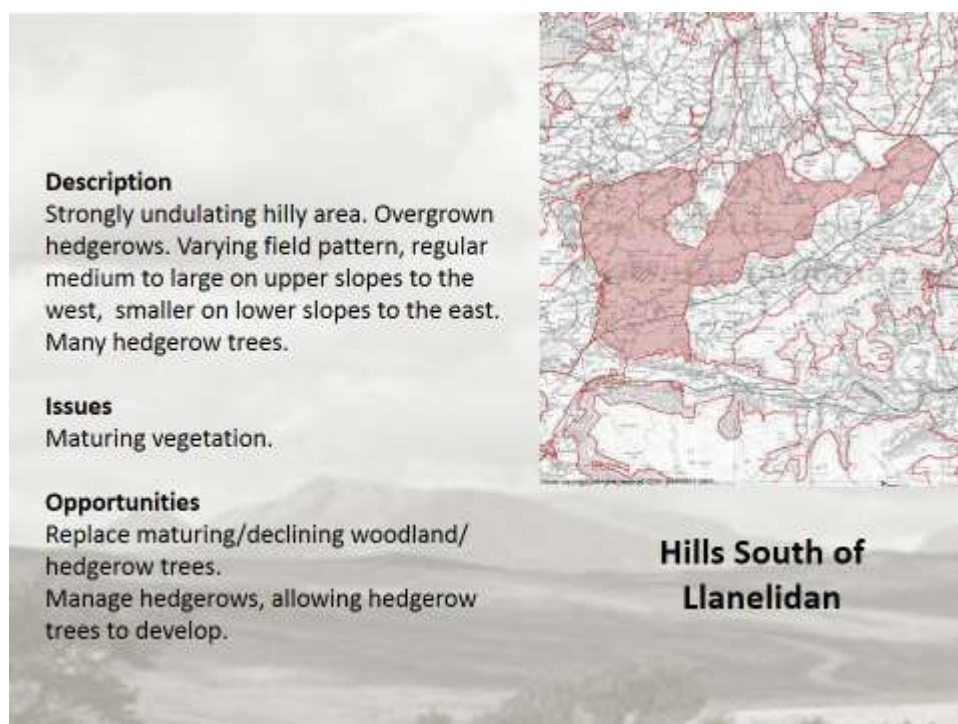 Description
Strongly undulating hilly area. Overgrown
hedgerows. Varying field pattern, regular
medium to large on upper slopes to the
west,  smaller on lower slopes to the east.
Many hedgerow trees.
Issues
Maturing vegetation.
Opportunities
Replace maturing/declining woodland/
hedgerow trees.
Manage hedgerows, allowing hedgerow
trees to develop.
Hills South of
Llanelidan